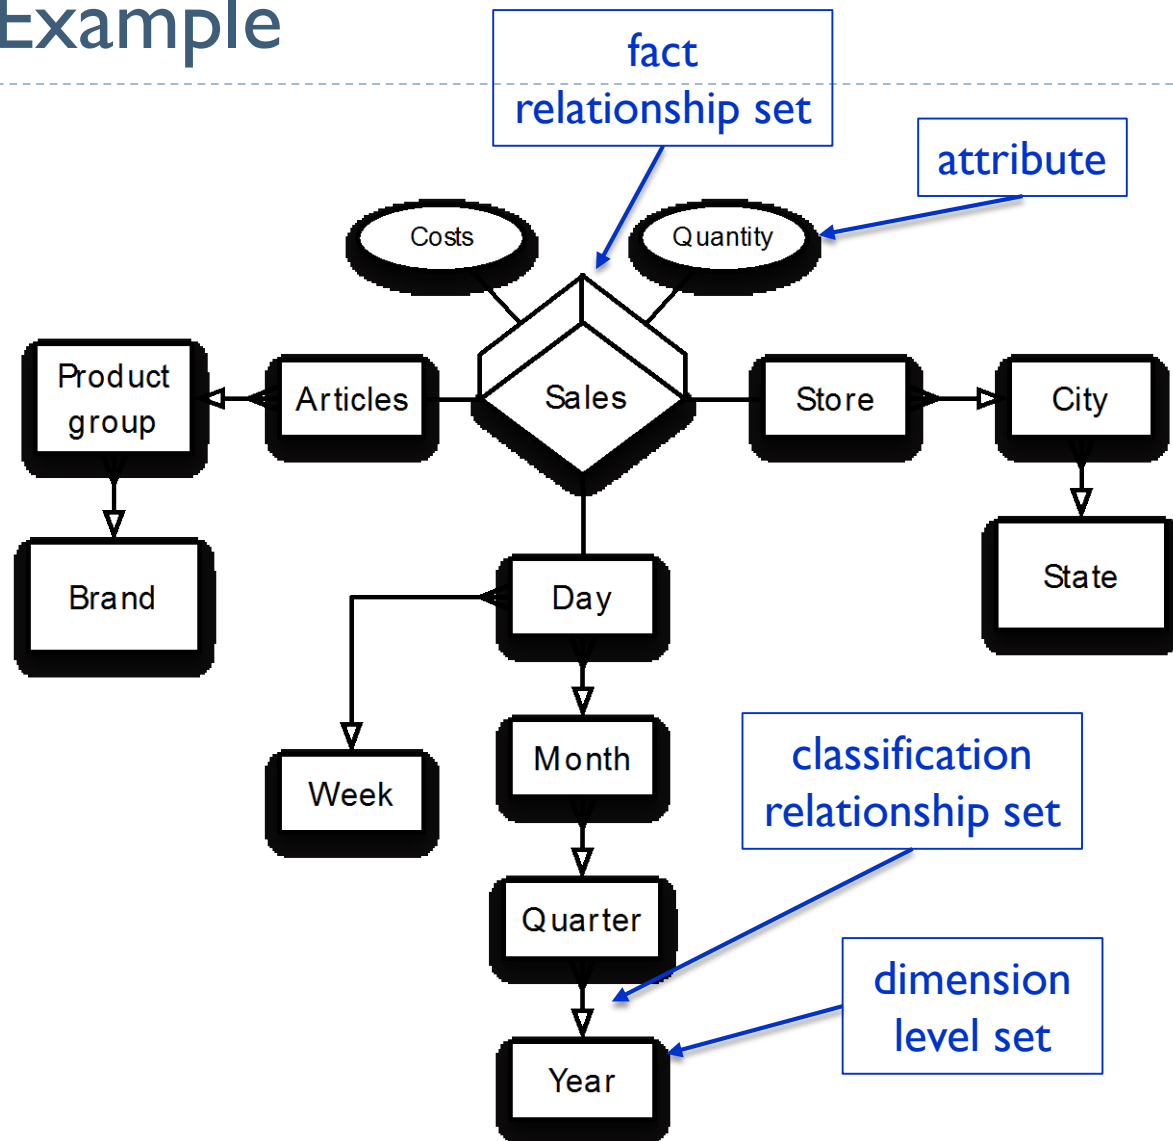 Example
fact
relationship set
attribute
Costs
Quantity
Product
group
Articles
Sales
Store
City
Brand
Day
State
Week
Month
classification
relationship set
Quarter
dimension
level set
Year